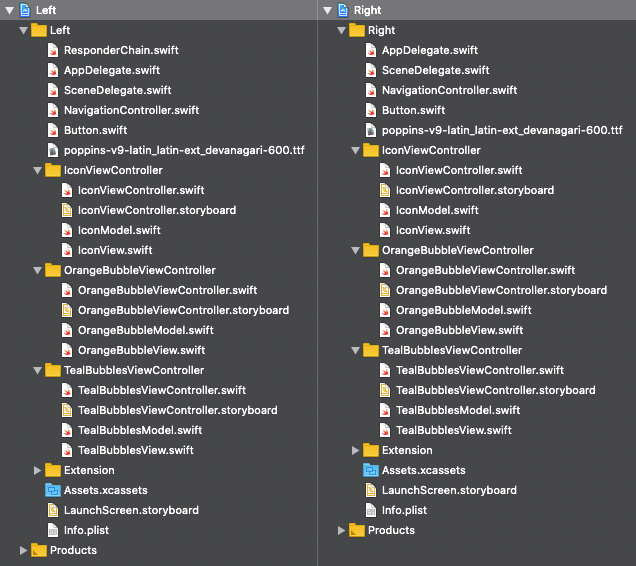 Left
Left
ResponderChain.swift
AppDelegate.swift
SceneDelegate.swift
NavigationController.swift
Button.swift
poppins-v9-latin_latin-ext_devanagari-600.ttf
IconViewController
IconViewController.swift
IconViewController.storyboard
IconModel.swift
IconView.swift
OrangeBubbleViewController
OrangeBubbleViewController.swift
OrangeBubbleViewController.storyboard
OrangeBubbleModel.swift
OrangeBubbleView.swift
TealBubblesViewController
TealBubblesViewController.swift
TealBubblesViewController.storyboard
TealBubblesModel.swift
TealBubblesView.swift
Extension
Assets.xcassets
LaunchScreen.storyboard
Info.plist
Products
Right
Right
AppDelegate.swift
SceneDelegate.swift
NavigationController.swift
Button.swift
poppins-v9-latin_latin-ext_devanagari-600.ttf
IconViewController
IconViewController.swift
IconViewController.storyboard
IconModel.swift
IconView.swift
OrangeBubbleViewController
OrangeBubbleViewController.swift
OrangeBubbleViewController.storyboard
OrangeBubbleModel.swift
OrangeBubbleView.swift
TealBubblesViewController
TealBubblesViewController.swift
TealBubblesViewController.storyboard
TealBubblesModel.swift
TealBubblesView.swift
Extension
Assets.xcassets
LaunchScreen.storyboard
Info.plist
Products